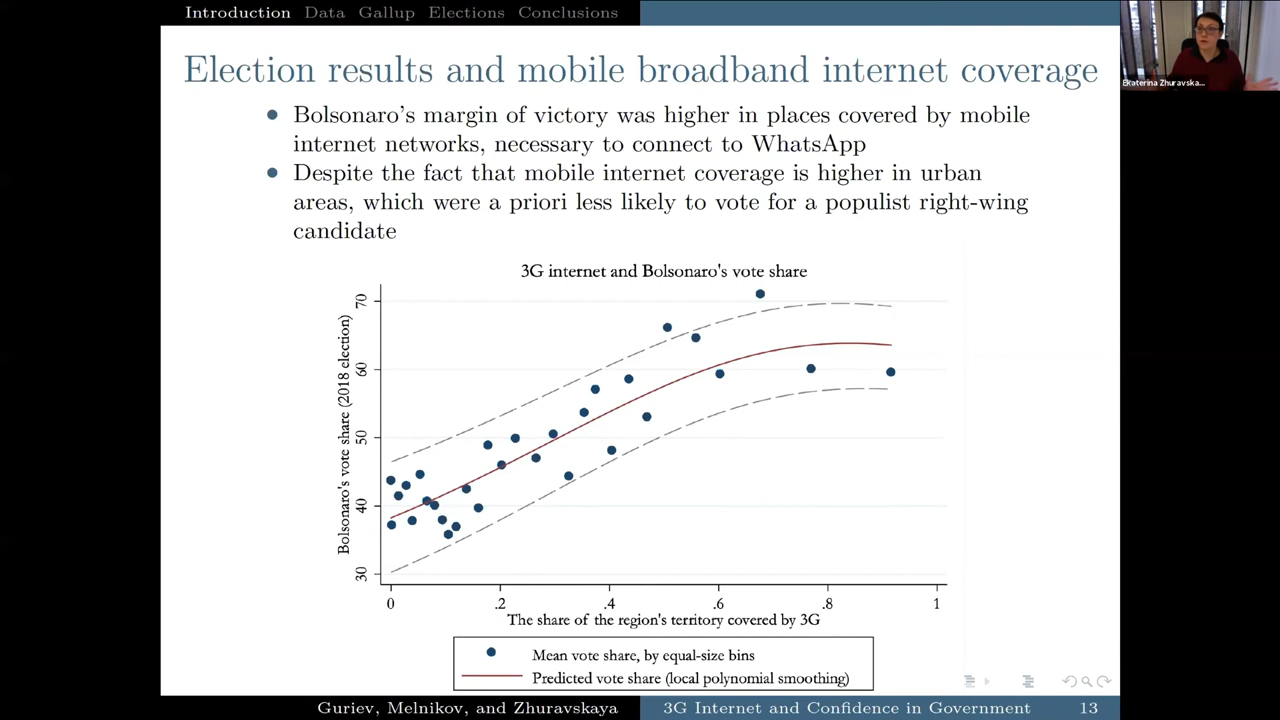 Introduction Data Gallup Elections Conclusions
Ekaterina Zhuravska...
Election results and mobile broadband internet coverage
Bolsonaro's margin of victory was higher in places covered by mobile
internet networks, necessary to connect to WhatsApp
Despite the fact that mobile internet coverage is higher in urban
areas, which were a priori less likely to vote for a populist right-wing
candidate
3G internet and Bolsonaro's vote share
Bolsonaro's vote share (2018 election)
70
60
50
40
30
0 .2 .4 .6 .8 1
The share of the region's territory covered by 3G
Mean vote share, by equal-size bins
Predicted vote share (local polynomial smoothing)
Guriev, Melnikov, and Zhuravskaya 3G Internet and Confidence in Government 13